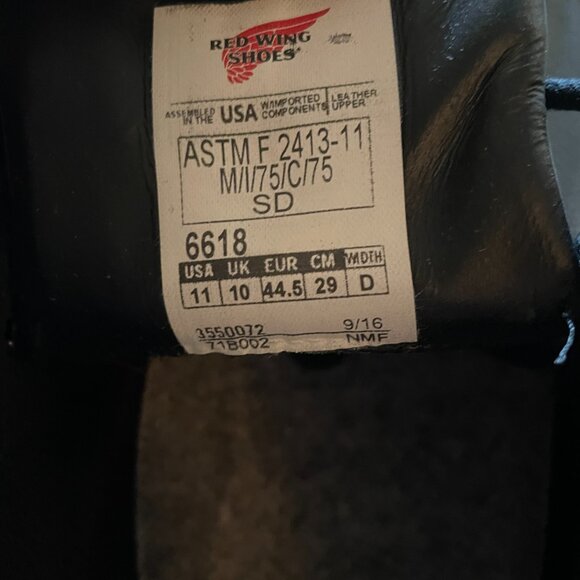 RED WING
SHOES®
ASSEMBLED IN THE USA W/IMPORTED COMPONENTS LEATHER UPPER
ASTM F 2413-11
M/I/75/C/75
SD
6618
USA UK EUR CM WIDTH
11 10 44.5 29 D
3550072 9/16
71B002 NMF